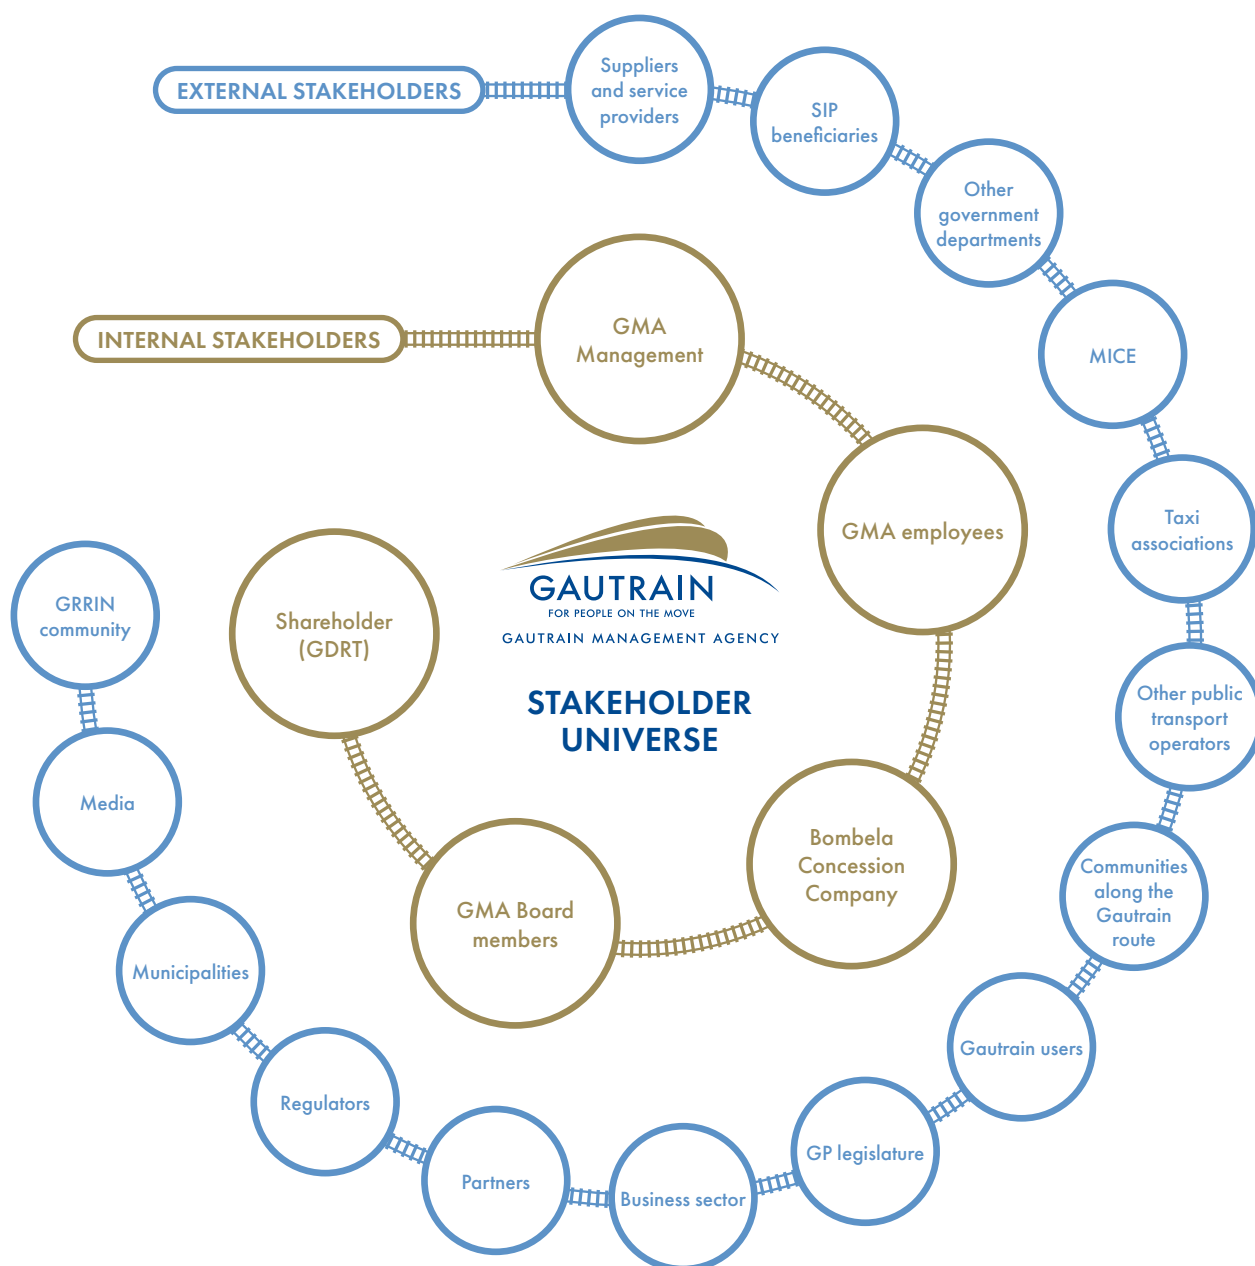 EXTERNAL STAKEHOLDERS
Suppliers
and service
providers
SIP
beneficiaries
Other
government
departments
MICE
Taxi
associations
Other public
transport
operators
Communities
along the
Gautrain
route
Gautrain users
GP legislature
Business sector
Partners
Regulators
Municipalities
Media
GRRIN
community
INTERNAL STAKEHOLDERS
GMA
Management
GMA employees
Bombela
Concession
Company
GMA Board
members
Shareholder
(GDRT)
GAUTRAIN
FOR PEOPLE ON THE MOVE
GAUTRAIN MANAGEMENT AGENCY
STAKEHOLDER
UNIVERSE